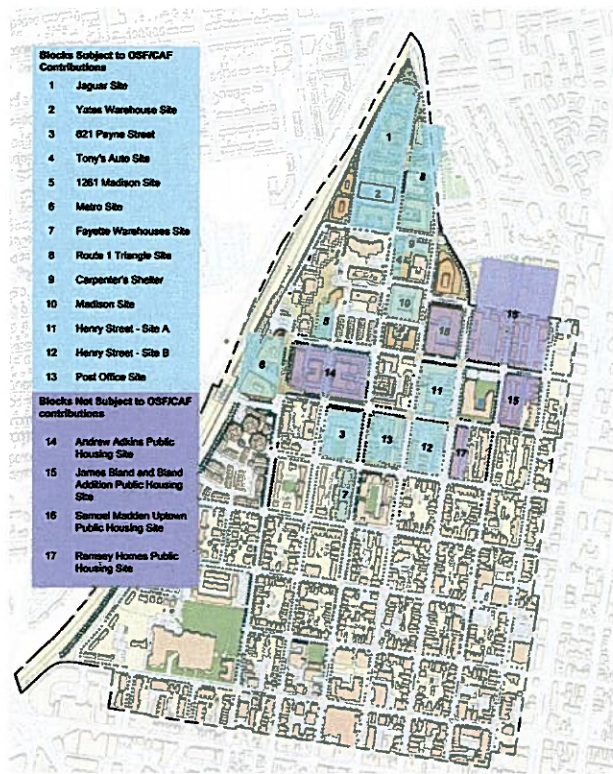 Blocks Subject to OSF/CAF
Contributions
1 Jaguar Site
2 Yates Warehouse Site
3 821 Payne Street
4 Tony's Auto Site
5 1261 Madison Site
6 Metro Site
7 Fayette Warehouses Site
8 Route 1 Triangle Site
9 Carpenter's Shelter
10 Madison Site
11 Henry Street - Site A
12 Henry Street - Site B
13 Post Office Site
Blocks Not Subject to OSF/CAF
contributions
14 Andrew Adkins Public
Housing Site
15 James Bland and Bland
Addition Public Housing
Site
16 Samuel Madden Uptown
Public Housing Site
17 Ramsey Homes Public
Housing Site
1
8
2
9
4
10
5
16
15
6
14
11
15
3
13
12
17
7